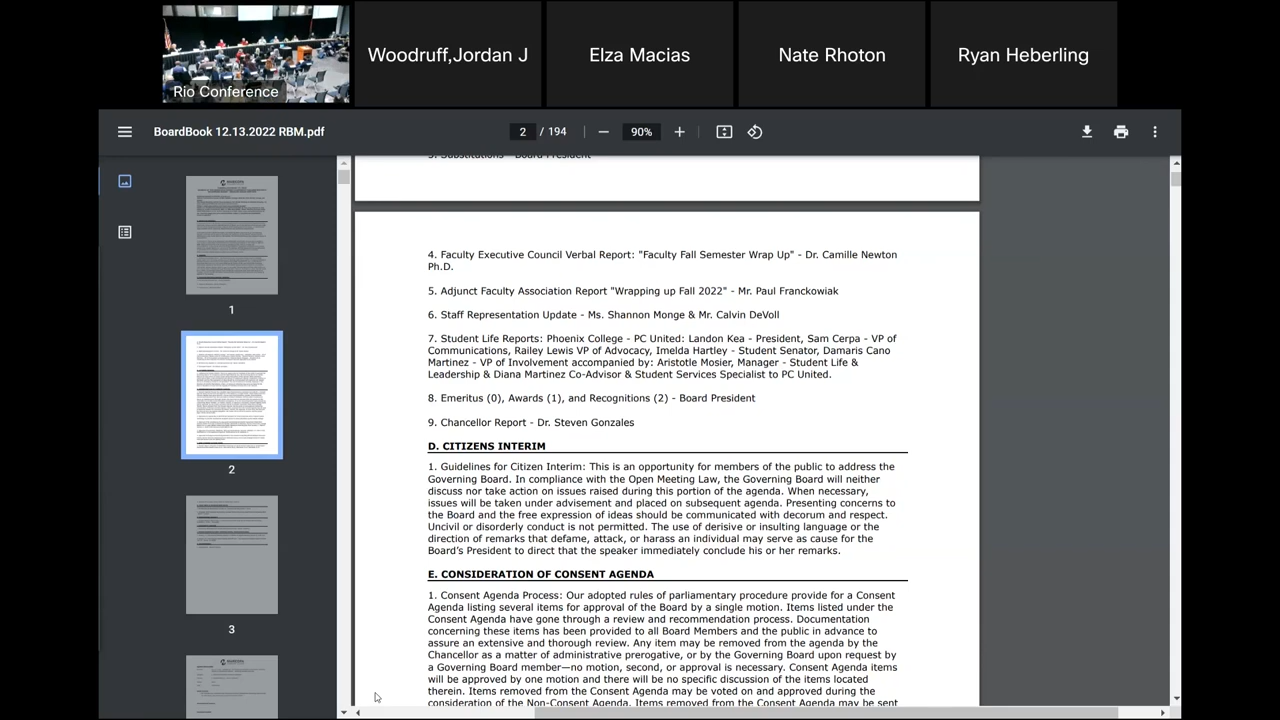 Rio Conference
Woodruff,Jordan J
Elza Macias
Nate Rhoton
Ryan Heberling
BoardBook 12.13.2022 RBM.pdf
2 / 194
90%
1
2
3
3. Substitutions - Board President
4. Faculty Executive Council Verbal Report: "Faculty Fall Semester Wrap Up" - Dr. Camille Newton
Ph.D.
5. Adjunct Faculty Association Report "Wrapping up Fall 2022" - Mr. Paul Franckowiak
6. Staff Representation Update - Ms. Shannon Monge & Mr. Calvin DeVoll
7. Student Life Reports: Phoenix College - PC United: Landon Kea - President, Sam Cerpa - VP of
Communications, Railey Lewis VP of Advocacy, Imelda Hartley - Student Senator, Damaris Cano
Martinez - VP of Involvement accompanied by: Aristotle Mosier, Manager - Student Life &
Leadership & Diana Martinez Co-Advisor & Student Services Specialist to PC United.
8. Emeritus (0), Awards (1), and Recognitions (2) - Board President
9. Chancellor Report - Dr. Steven Gonzales
D. CITIZENS INTERIM
1. Guidelines for Citizen Interim: This is an opportunity for members of the public to address the
Governing Board. In compliance with the Open Meeting Law, the Governing Board will neither
discuss nor take action on issues raised during this portion of the agenda. When necessary,
issues will be taken under advisement and placed on subsequent agenda. Presenting concerns to
the Board and the free expression of ideas should be communicated with decorum and respect.
Uncivil or disorderly conduct is not permitted. The use of derisive or insulting language or the
direction of remarks that defame, attack, or harass an individual may serve as cause for the
Board's President to direct that the speaker immediately conclude his or her remarks.
E. CONSIDERATION OF CONSENT AGENDA
1. Consent Agenda Process: Our adopted rules of parliamentary procedure provide for a Consent
Agenda listing several items for approval of the Board by a single motion. Items listed under the
Consent Agenda have gone through a review and recommendation process. Documentation
concerning these items has been provided to all Board Members and the public in advance to
assure an extensive and thorough review. Any item may be removed from the agenda by the
Chancellor as a matter of administrative prerogative, or by the Governing Board upon request by
a Governing Board member—no motion, second, or approval is necessary. Consent Agenda items
will be approved by one motion and there will be no specific discussion of the items located
therein. Items removed from the Consent Agenda may be voted on and approved during the
consideration of the Non-Consent Agenda. Items removed from the Consent Agenda may be sent